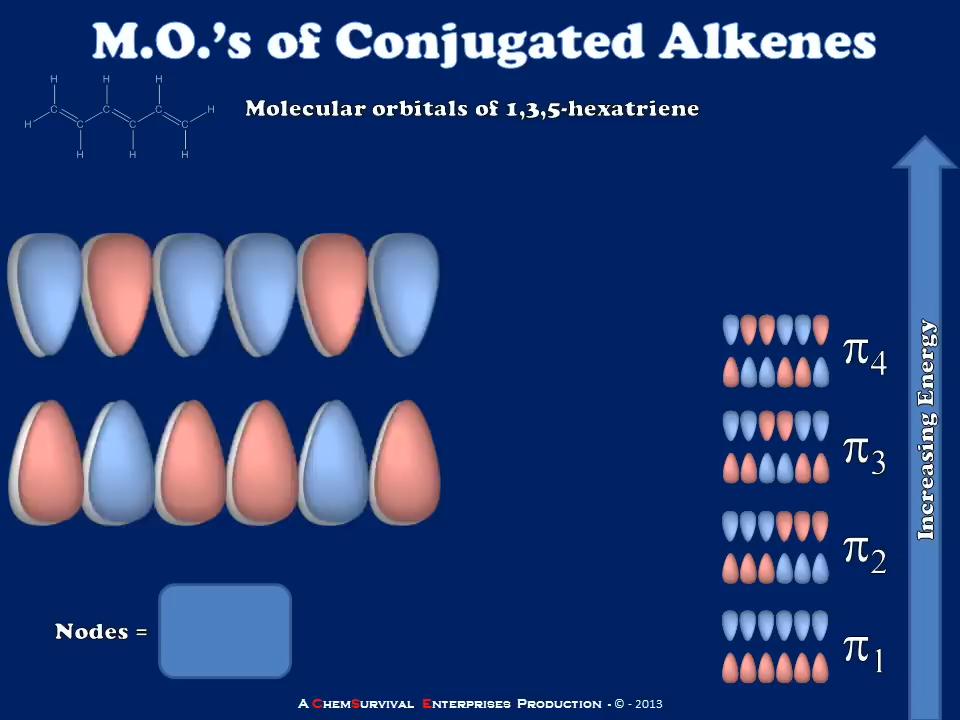 M.O.'s of Conjugated Alkenes
Molecular orbitals of 1,3,5-hexatriene
H H H
C C C H
H C C C
H H H
π4
π3
π2
π1
Increasing Energy
Nodes =
A ChemSurvival Enterprises Production - © - 2013